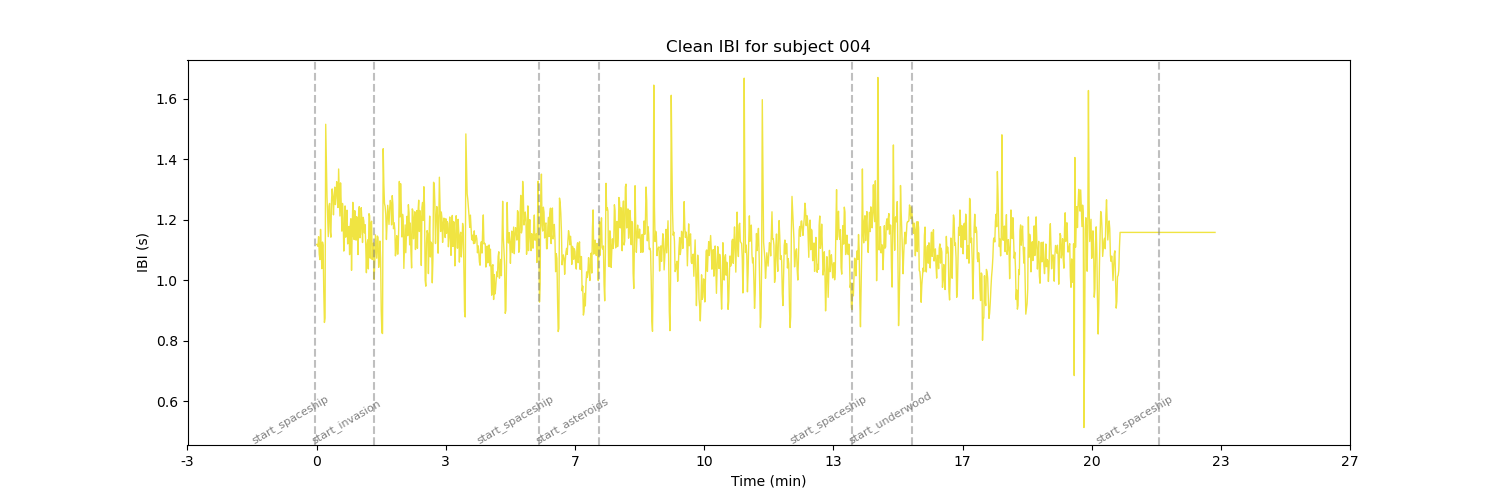 Clean IBI for subject 004
IBI (s)
1.6
1.4
1.2
1.0
0.8
0.6
start_spaceship
start_invasion
start_spaceship
start_asteroids
start_spaceship
start_underwood
start_spaceship
-3 0 3 7 10 13 17 20 23 27
Time (min)